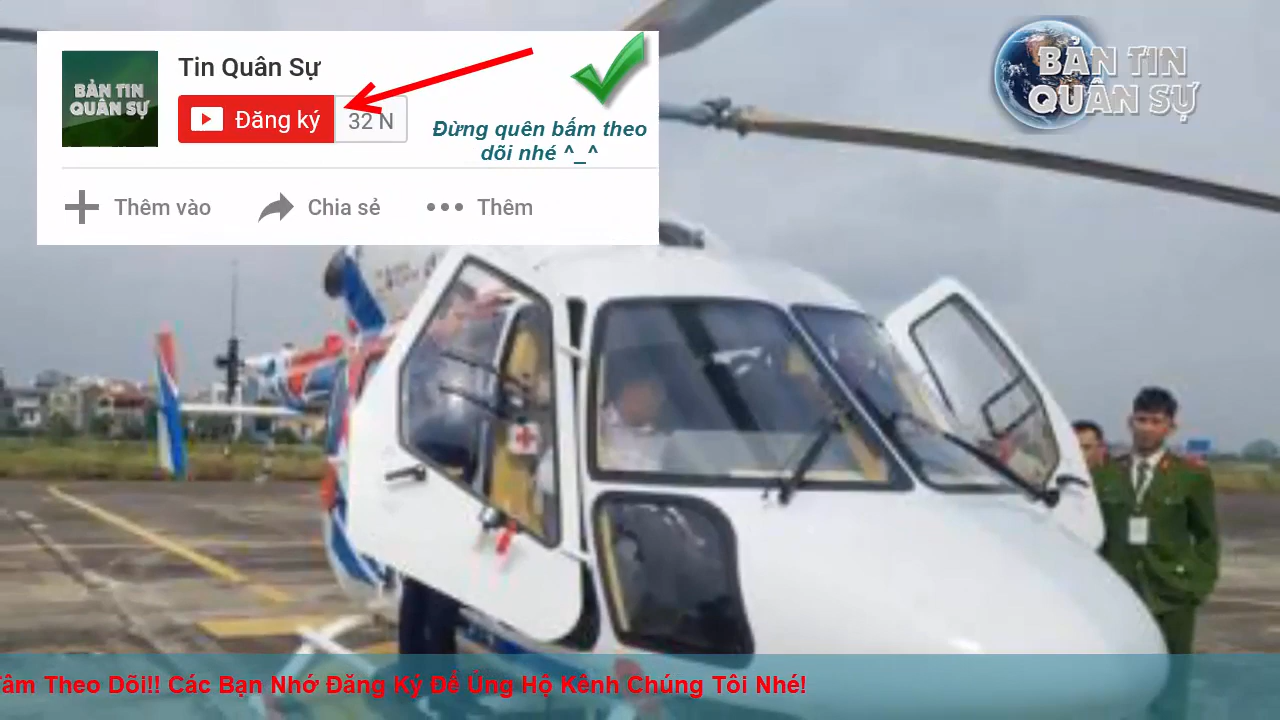 BẢN TIN
QUÂN SỰ
Tin Quân Sự
Đăng ký
32 N
Đừng quên bấm theo
dõi nhé ^_^
Thêm vào
Chia sẻ
Thêm
BẢN TIN
QUÂN SỰ
Tâm Theo Dõi!! Các Bạn Nhớ Đăng Ký Để Ủng Hộ Kênh Chúng Tôi Nhé!